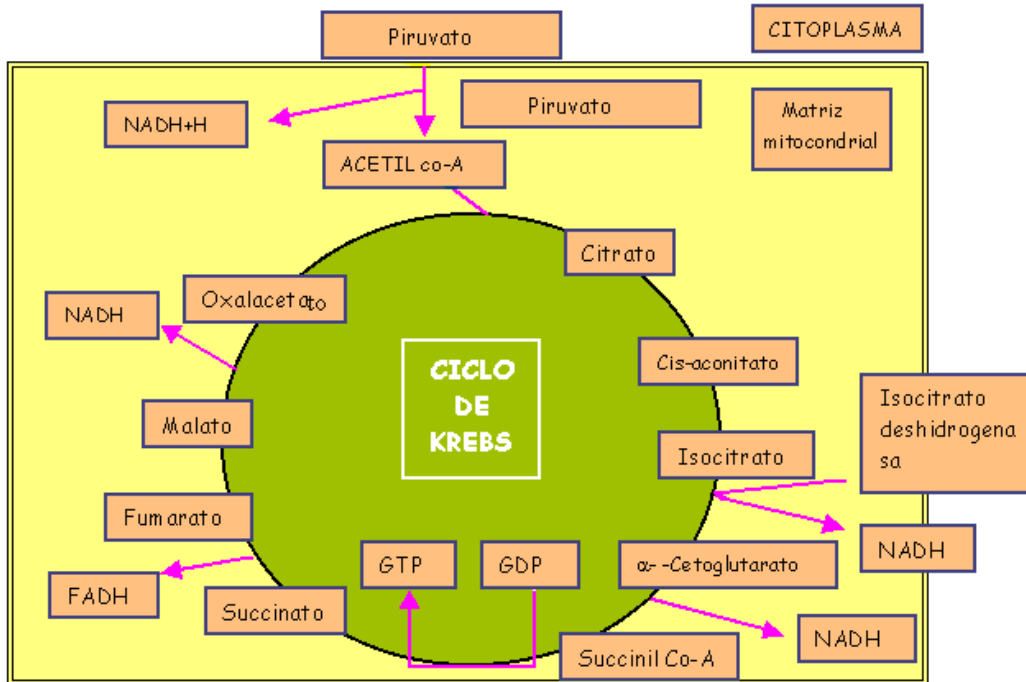 Piruvato
CITOPLASMA
Piruvato
Matriz
mitocondrial
NADH+H
ACETIL co-A
Citrato
Oxalacetato
NADH
CICLO
DE
KREBS
Cis-aconitato
Isocitrato
deshidrogena
sa
Malato
Isocitrato
Fumarato
NADH
GTP
GDP
α--Cetoglutarato
FADH
Succinato
NADH
Succinil Co-A